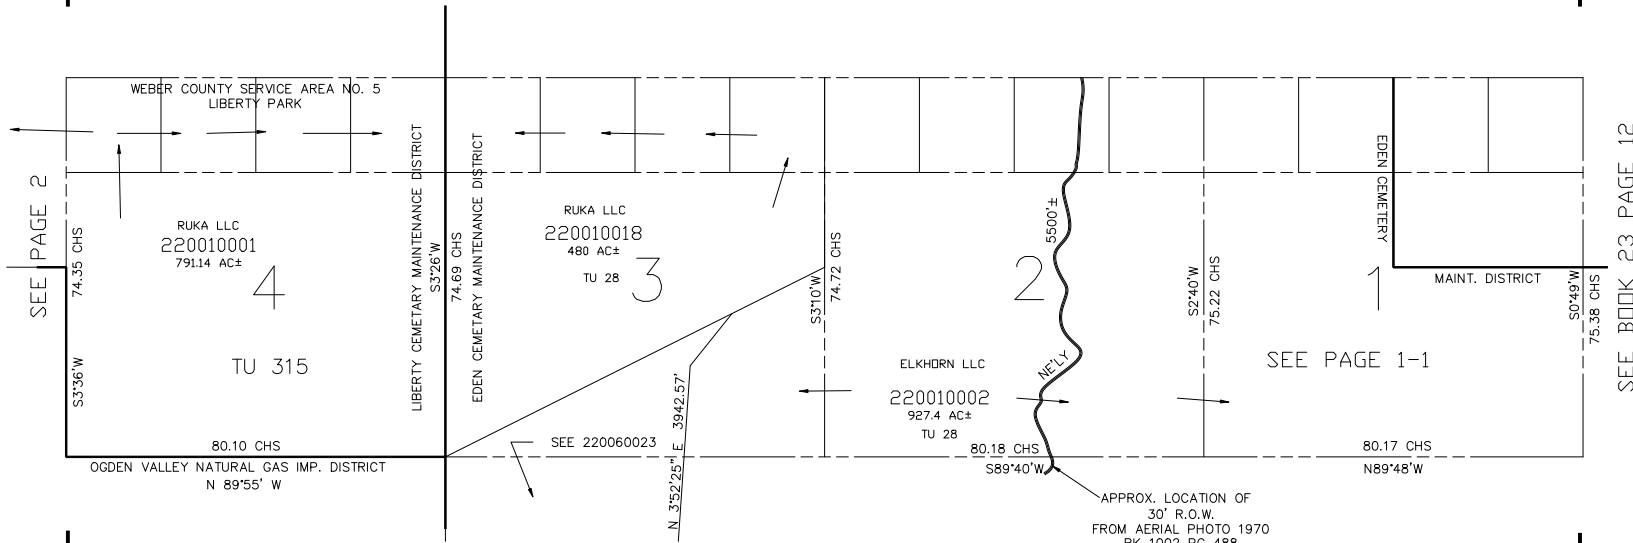 WEBER COUNTY SERVICE AREA NO. 5
LIBERTY PARK
SEE PAGE 2
74.35 CHS
S3°36'W
RUKA LLC
220010001
791.14 AC±
4
TU 315
80.10 CHS
OGDEN VALLEY NATURAL GAS IMP. DISTRICT
N 89°55' W
LIBERTY CEMETARY MAINTENANCE DISTRICT
S3°26'W
74.69 CHS
EDEN CEMETARY MAINTENANCE DISTRICT
RUKA LLC
220010018
480 AC±
TU 28
3
SEE 220060023
N 3°52'25" E 3942.57'
S3°10'W
74.72 CHS
2
5500'±
NE'LY
ELKHORN LLC
220010002
927.4 AC±
TU 28
80.18 CHS
S89°40'W
APPROX. LOCATION OF
30' R.O.W.
FROM AERIAL PHOTO 1970
BK 1002 PG 488
S2°40'W
75.22 CHS
1
SEE PAGE 1-1
80.17 CHS
N89°48'W
EDEN CEMETERY
MAINT. DISTRICT
S0°49'W
75.38 CHS
SEE BOOK 23 PAGE 12